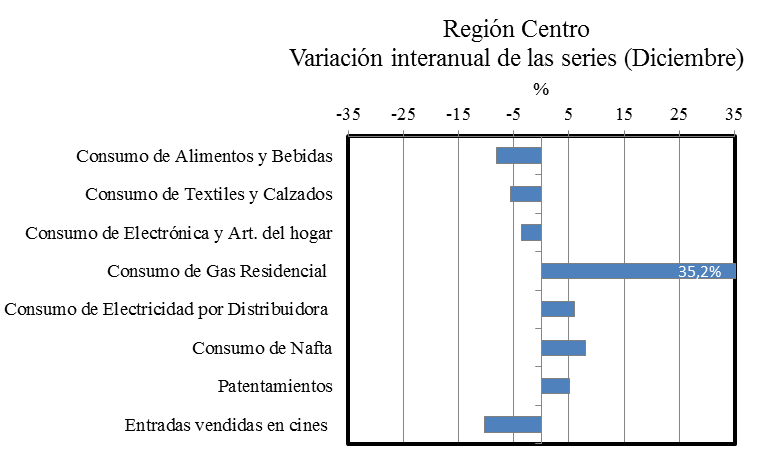 Región Centro
Variación interanual de las series (Diciembre)
%
-35 -25 -15 -5 5 15 25 35
Consumo de Alimentos y Bebidas
Consumo de Textiles y Calzados
Consumo de Electrónica y Art. del hogar
Consumo de Gas Residencial 35,2%
Consumo de Electricidad por Distribuidora
Consumo de Nafta
Patentamientos
Entradas vendidas en cines